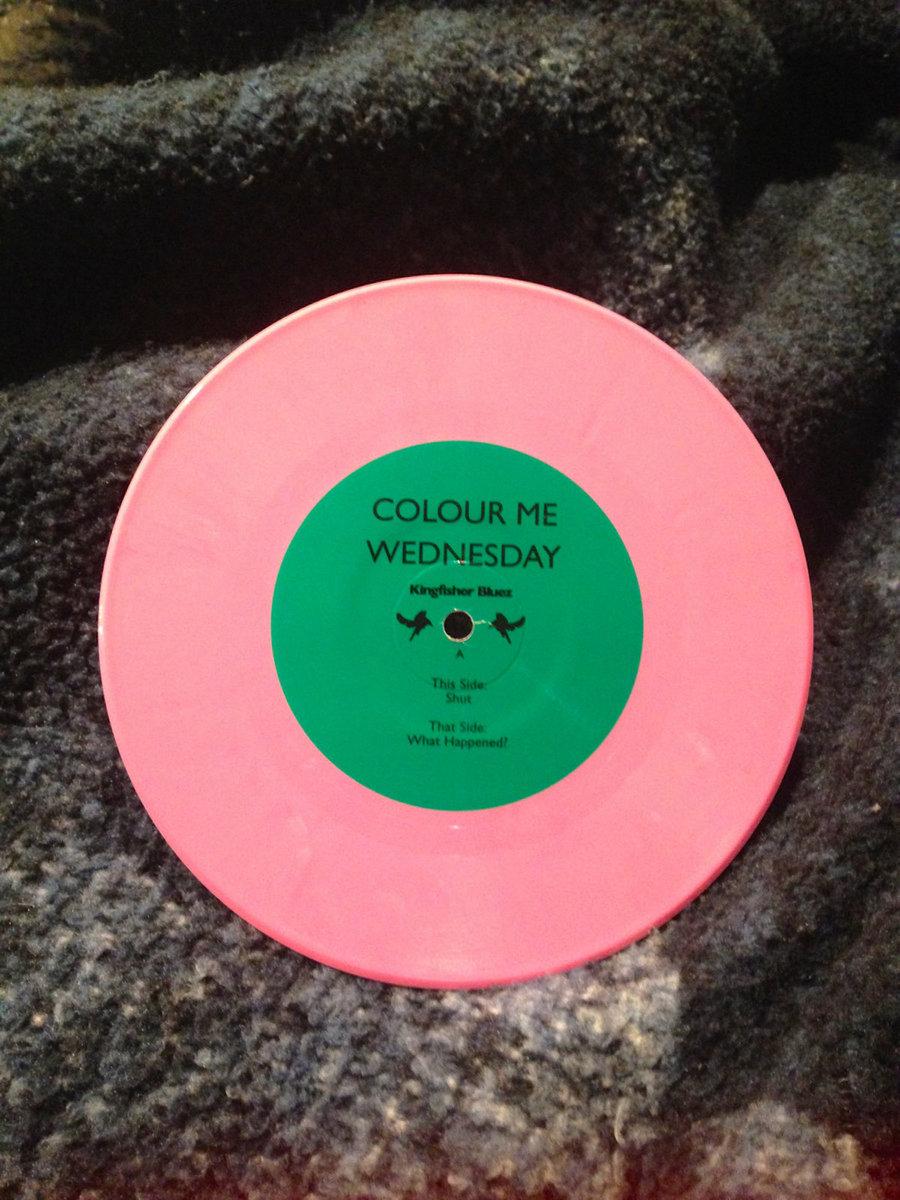 COLOUR ME
WEDNESDAY
Kingfisher Bluez
A
This Side:
Shut
That Side:
What Happened?